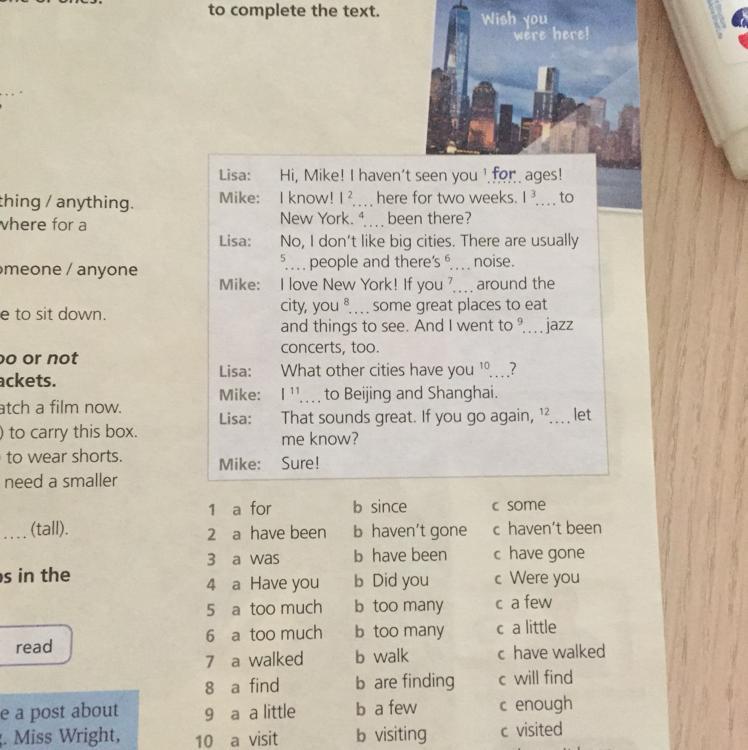 to complete the text.
Wish you
were here!
thing / anything.
where for a
omeone / anyone
e to sit down.
oo or not
ackets.
atch a film now.
) to carry this box.
to wear shorts.
need a smaller
.... (tall).
os in the
read
e a post about
g. Miss Wright,
Lisa: Hi, Mike! I haven't seen you 1 for ages!
Mike: I know! I 2.... here for two weeks. I 3.... to
New York. 4.... been there?
Lisa: No, I don't like big cities. There are usually
5.... people and there's 6.... noise.
Mike: I love New York! If you 7.... around the
city, you 8.... some great places to eat
and things to see. And I went to 9.... jazz
concerts, too.
Lisa: What other cities have you 10....?
Mike: I 11.... to Beijing and Shanghai.
Lisa: That sounds great. If you go again, 12.... let
me know?
Mike: Sure!
1 a for b since c some
2 a have been b haven't gone c haven't been
3 a was b have been c have gone
4 a Have you b Did you c Were you
5 a too much b too many c a few
6 a too much b too many c a little
7 a walked b walk c have walked
8 a find b are finding c will find
9 a a little b a few c enough
10 a visit b visiting c visited